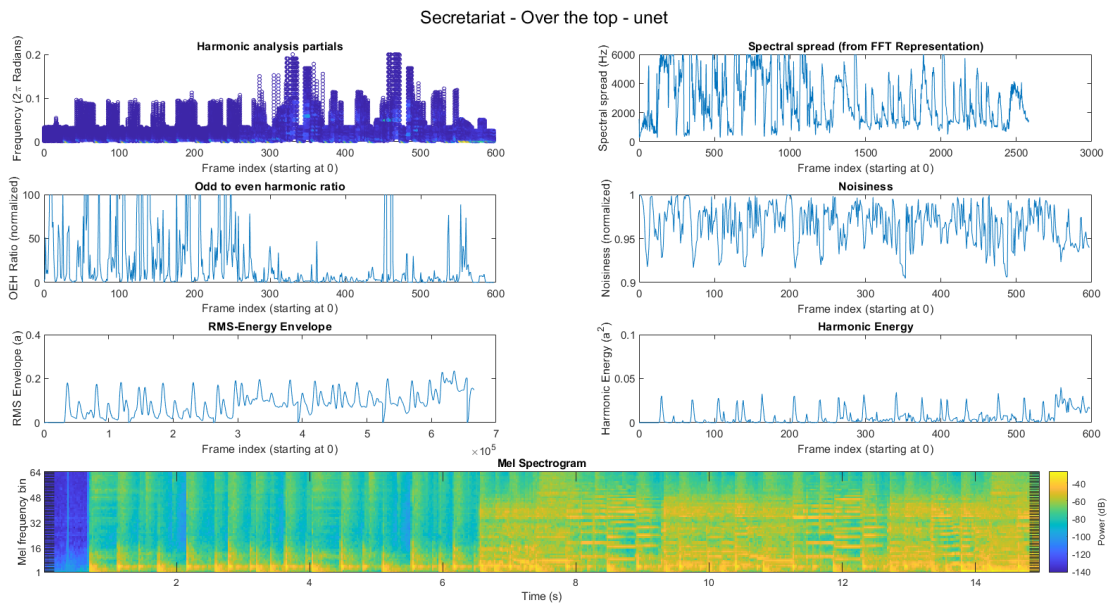 Secretariat - Over the top - unet
Harmonic analysis partials
Frequency (2π Radians)
0.2
0.1
0
0 100 200 300 400 500 600
Frame index (starting at 0)
Spectral spread (from FFT Representation)
Spectral spread (Hz)
6000
4000
2000
0
0 500 1000 1500 2000 2500 3000
Frame index (starting at 0)
Odd to even harmonic ratio
OEH Ratio (normalized)
100
50
0
0 100 200 300 400 500 600
Frame index (starting at 0)
Noisiness
Noisiness (normalized)
1
0.95
0.9
0 100 200 300 400 500 600
Frame index (starting at 0)
RMS-Energy Envelope
RMS Envelope (a)
0.4
0.2
0
0 1 2 3 4 5 6 7
×10⁵
Frame index (starting at 0)
Harmonic Energy
Harmonic Energy (a²)
0.1
0.05
0
0 100 200 300 400 500 600
Frame index (starting at 0)
Mel Spectrogram
Mel frequency bin
64
48
32
16
1
2 4 6 8 10 12 14
Time (s)
-40
-60
-80
-100
-120
-140
Power (dB)